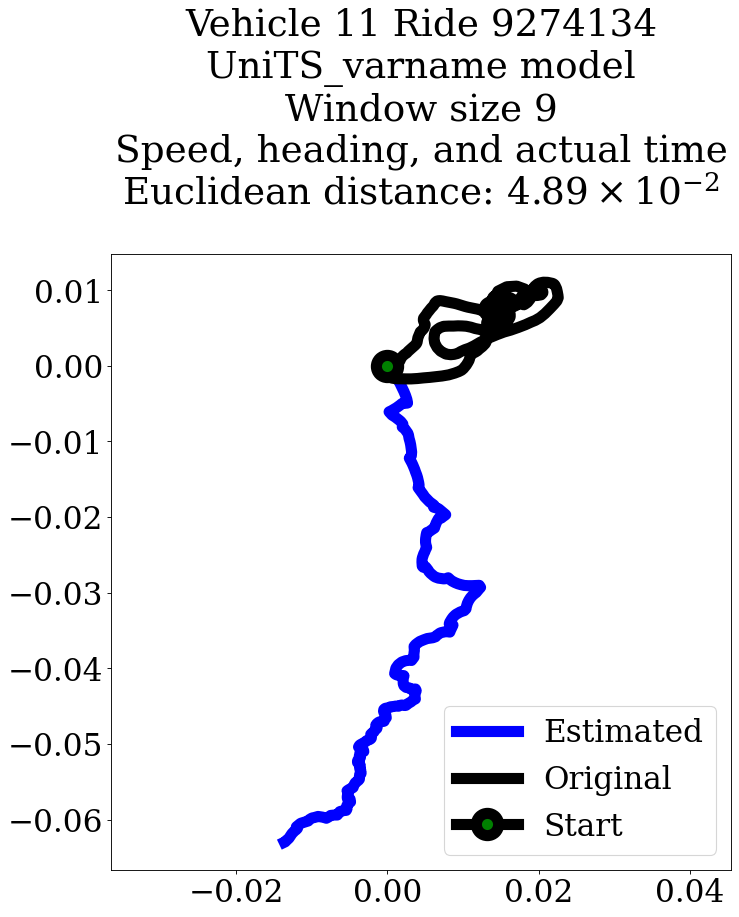 Vehicle 11 Ride 9274134
UniTS_varname model
Window size 9
Speed, heading, and actual time
Euclidean distance: 4.89 × 10⁻²
0.01
0.00
−0.01
−0.02
−0.03
−0.04
−0.05
−0.06
Estimated
Original
Start
−0.02
0.00
0.02
0.04